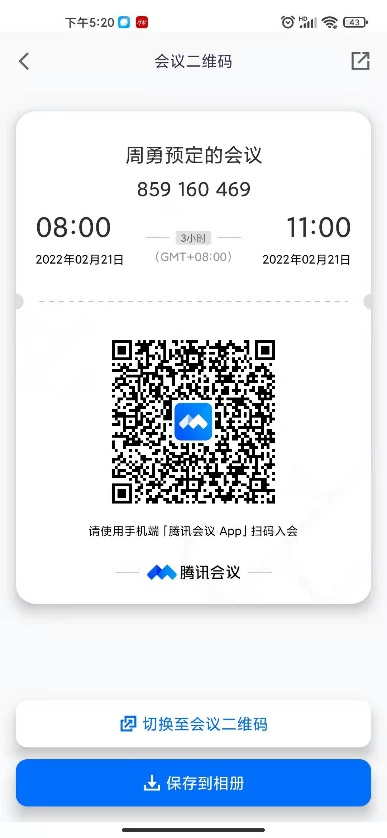 下午5:20
HD
43
会议二维码
周勇预定的会议
859 160 469
08:00 3小时 11:00
2022年02月21日 (GMT+08:00) 2022年02月21日
请使用手机端「腾讯会议 App」扫码入会
腾讯会议
切换至会议二维码
保存到相册